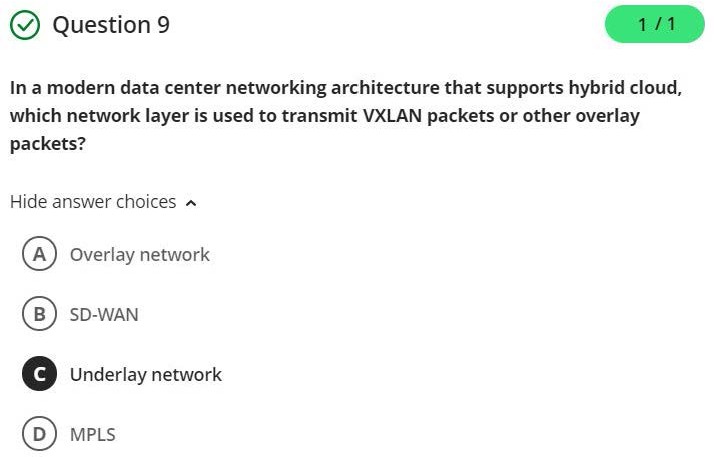 Question 9
1 / 1
In a modern data center networking architecture that supports hybrid cloud,
which network layer is used to transmit VXLAN packets or other overlay
packets?
Hide answer choices
A Overlay network
B SD-WAN
C Underlay network
D MPLS